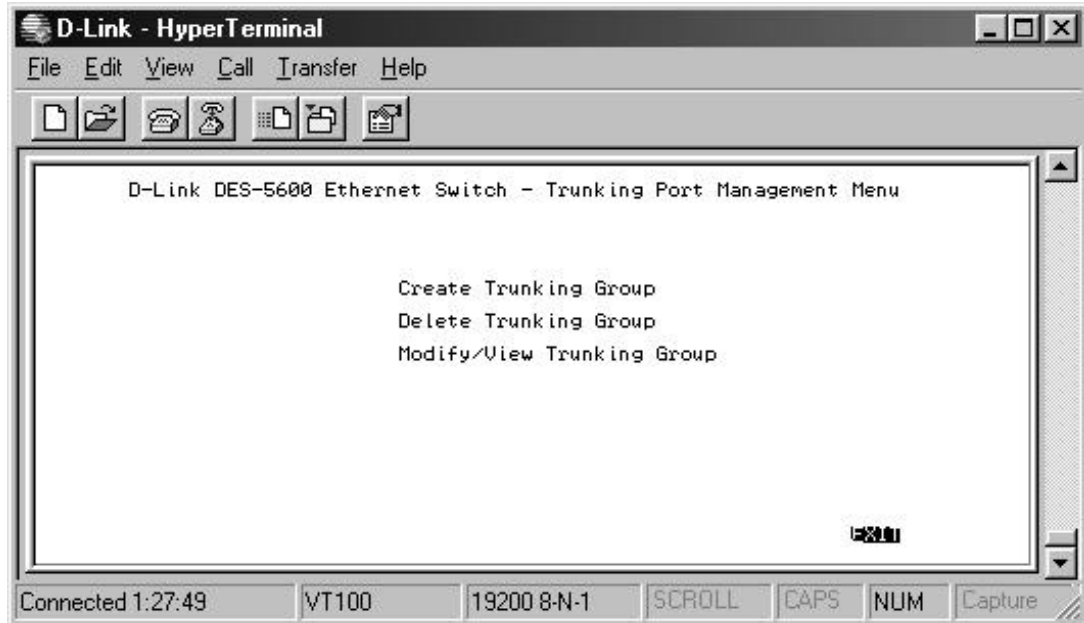 D-Link - HyperTerminal
File Edit View Call Transfer Help
D-Link DES-5600 Ethernet Switch - Trunking Port Management Menu
Create Trunking Group
Delete Trunking Group
Modify/View Trunking Group
EXIT
Connected 1:27:49 VT100 19200 8-N-1 SCROLL CAPS NUM Capture